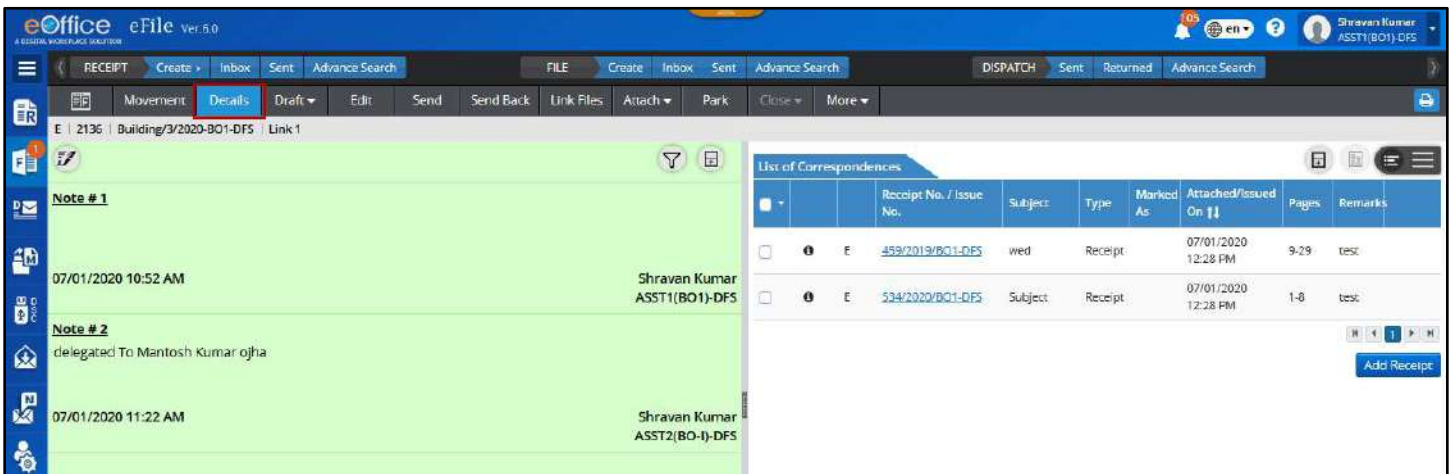 eOffice eFile Ver.6.0
A DIGITAL WORKPLACE SOLUTION
en
?
Shravan Kumar
ASST1(BO1)-DFS
RECEIPT Create Inbox Sent Advance Search FILE Create Inbox Sent Advance Search DISPATCH Sent Returned Advance Search
Movement Details Draft Edit Send Send Back Link Files Attach Park Close More
E | 2136 | Building/3/2020-BO1-DFS | Link 1
Note # 1
07/01/2020 10:52 AM Shravan Kumar
ASST1(BO1)-DFS
Note # 2
delegated To Mantosh Kumar ojha
07/01/2020 11:22 AM Shravan Kumar
ASST2(BO-I)-DFS
List of Correspondences
Receipt No. / Issue No. Subject Type Marked As Attached/Issued On Pages Remarks
E 459/2019/BO1-DFS wed Receipt 07/01/2020 12:28 PM 9-29 test
E 534/2020/BO1-DFS Subject Receipt 07/01/2020 12:28 PM 1-8 test
1
Add Receipt